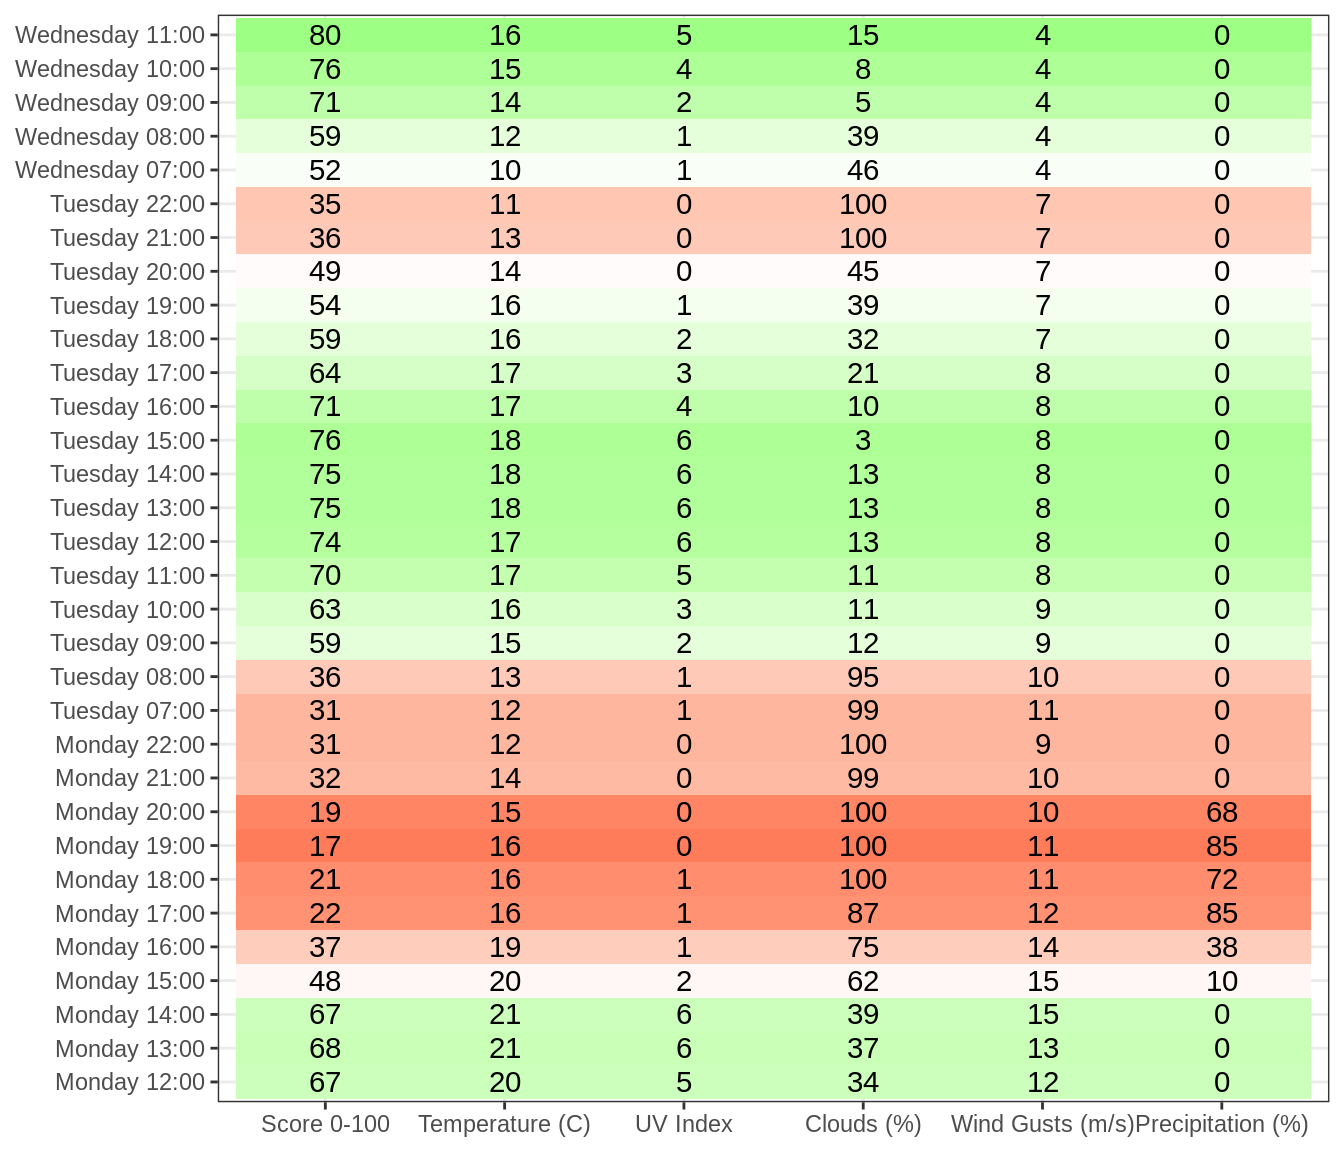 Wednesday 11:00 80 16 5 15 4 0
Wednesday 10:00 76 15 4 8 4 0
Wednesday 09:00 71 14 2 5 4 0
Wednesday 08:00 59 12 1 39 4 0
Wednesday 07:00 52 10 1 46 4 0
Tuesday 22:00 35 11 0 100 7 0
Tuesday 21:00 36 13 0 100 7 0
Tuesday 20:00 49 14 0 45 7 0
Tuesday 19:00 54 16 1 39 7 0
Tuesday 18:00 59 16 2 32 7 0
Tuesday 17:00 64 17 3 21 8 0
Tuesday 16:00 71 17 4 10 8 0
Tuesday 15:00 76 18 6 3 8 0
Tuesday 14:00 75 18 6 13 8 0
Tuesday 13:00 75 18 6 13 8 0
Tuesday 12:00 74 17 6 13 8 0
Tuesday 11:00 70 17 5 11 8 0
Tuesday 10:00 63 16 3 11 9 0
Tuesday 09:00 59 15 2 12 9 0
Tuesday 08:00 36 13 1 95 10 0
Tuesday 07:00 31 12 1 99 11 0
Monday 22:00 31 12 0 100 9 0
Monday 21:00 32 14 0 99 10 0
Monday 20:00 19 15 0 100 10 68
Monday 19:00 17 16 0 100 11 85
Monday 18:00 21 16 1 100 11 72
Monday 17:00 22 16 1 87 12 85
Monday 16:00 37 19 1 75 14 38
Monday 15:00 48 20 2 62 15 10
Monday 14:00 67 21 6 39 15 0
Monday 13:00 68 21 6 37 13 0
Monday 12:00 67 20 5 34 12 0
Score 0-100 Temperature (C) UV Index Clouds (%) Wind Gusts (m/s) Precipitation (%)